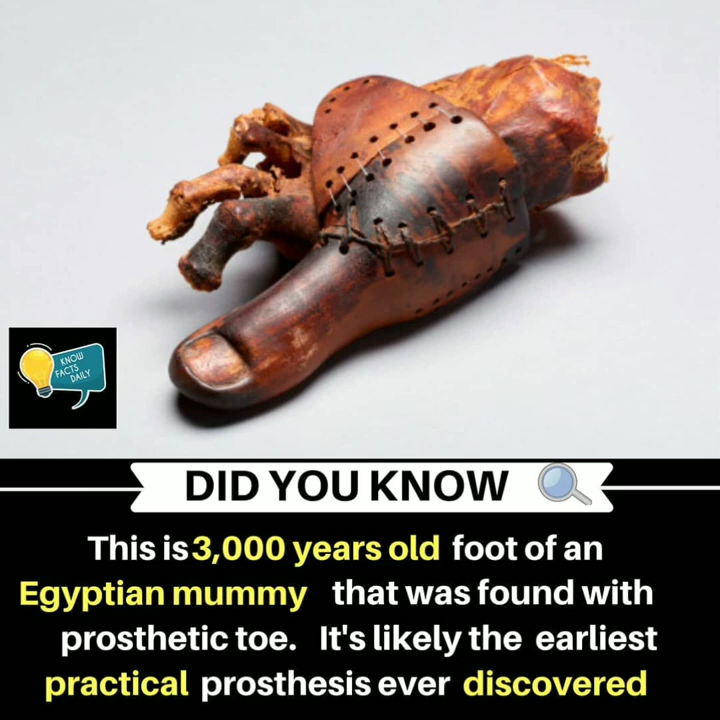 KNOW
FACTS
DAILY
DID YOU KNOW
This is 3,000 years old foot of an
Egyptian mummy that was found with
prosthetic toe. It's likely the earliest
practical prosthesis ever discovered